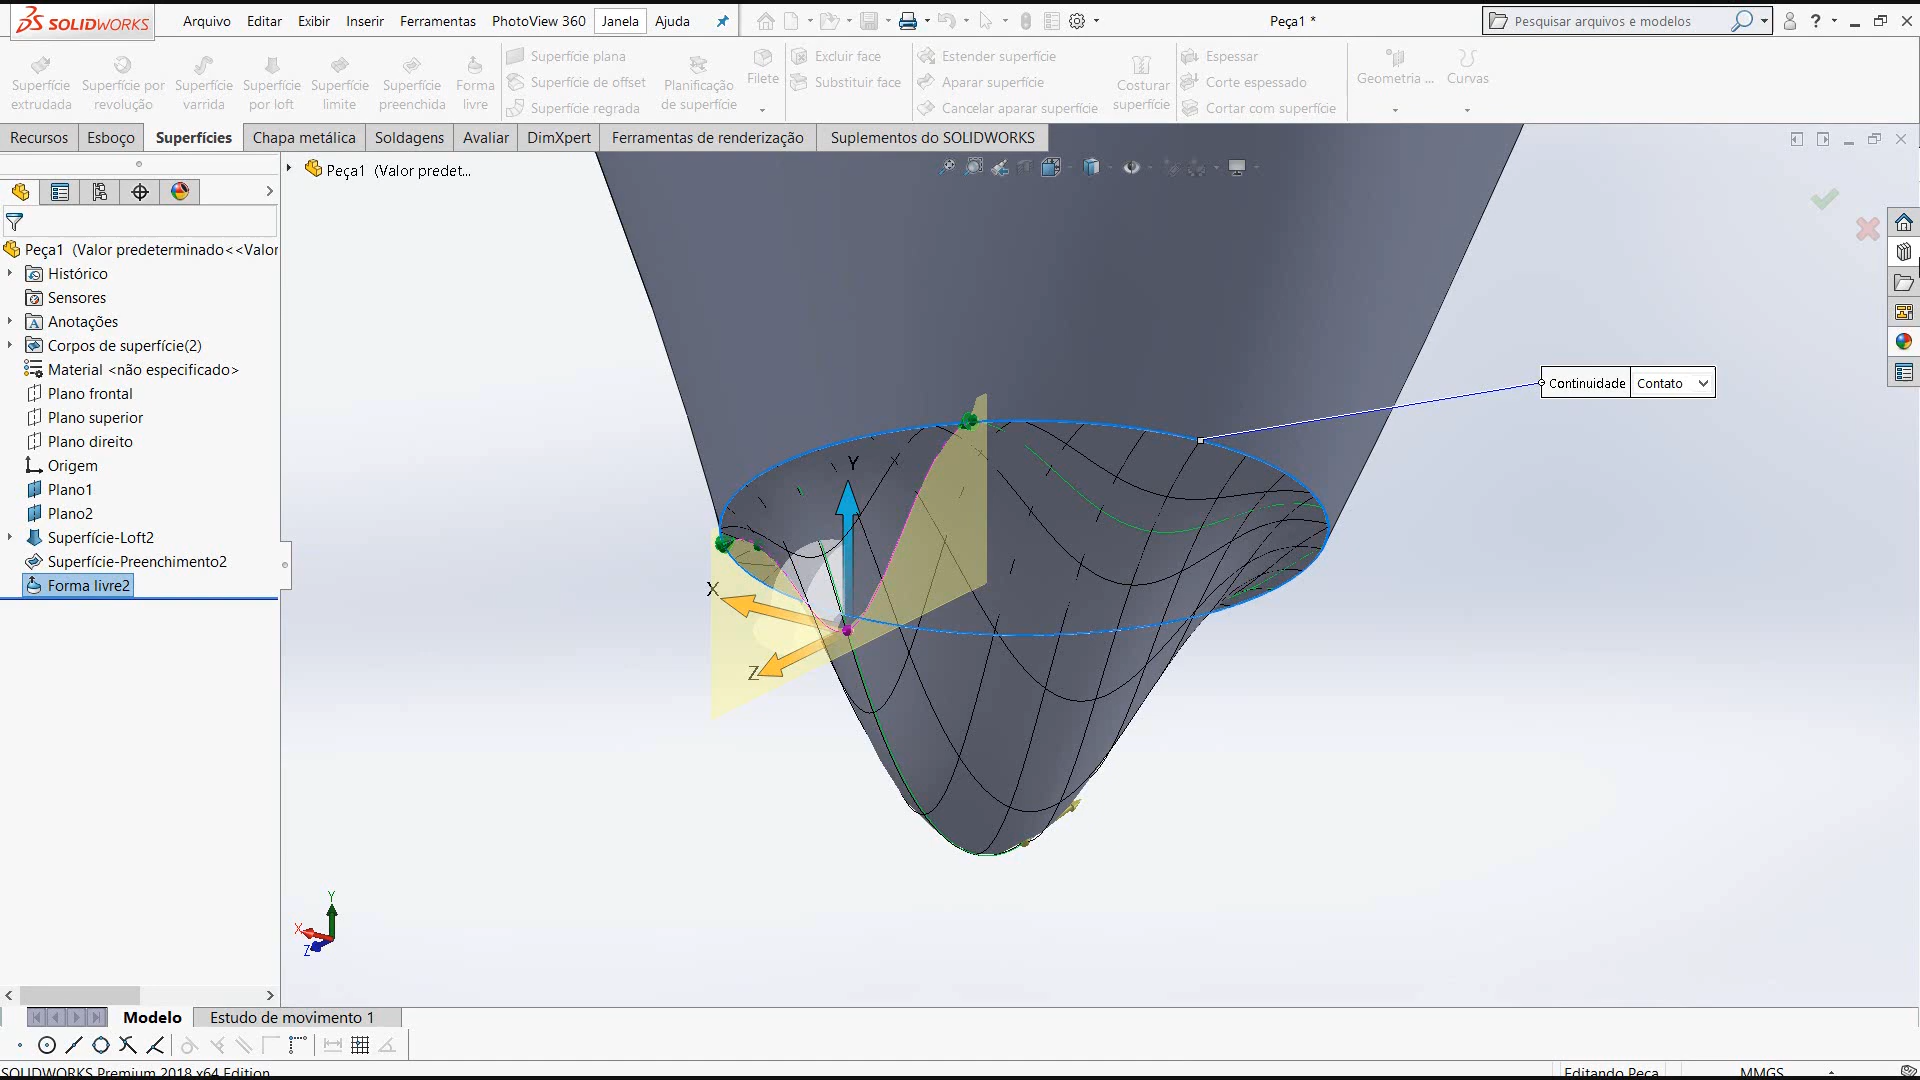 SOLIDWORKS
Arquivo Editar Exibir Inserir Ferramentas PhotoView 360 Janela Ajuda
Peça1 *
Pesquisar arquivos e modelos
Superfície extrudada
Superfície por revolução
Superfície varrida
Superfície por loft
Superfície limite
Superfície preenchida
Forma livre
Superfície plana
Superfície de offset
Superfície regrada
Planificação de superfície
Filete
Excluir face
Substituir face
Estender superfície
Aparar superfície
Cancelar aparar superfície
Costurar superfície
Espessar
Corte espessado
Cortar com superfície
Geometria ...
Curvas
Recursos Esboço Superfícies Chapa metálica Soldagens Avaliar DimXpert Ferramentas de renderização Suplementos do SOLIDWORKS
Peça1 (Valor predet...
Peça1 (Valor predeterminado<<Valor
Histórico
Sensores
Anotações
Corpos de superfície(2)
Material <não especificado>
Plano frontal
Plano superior
Plano direito
Origem
Plano1
Plano2
Superfície-Loft2
Superfície-Preenchimento2
Forma livre2
Continuidade Contato
Y
X
Z
Y
X
Z
Modelo Estudo de movimento 1
SOLIDWORKS Premium 2018 x64 Edition
Editando Peça
MMGS